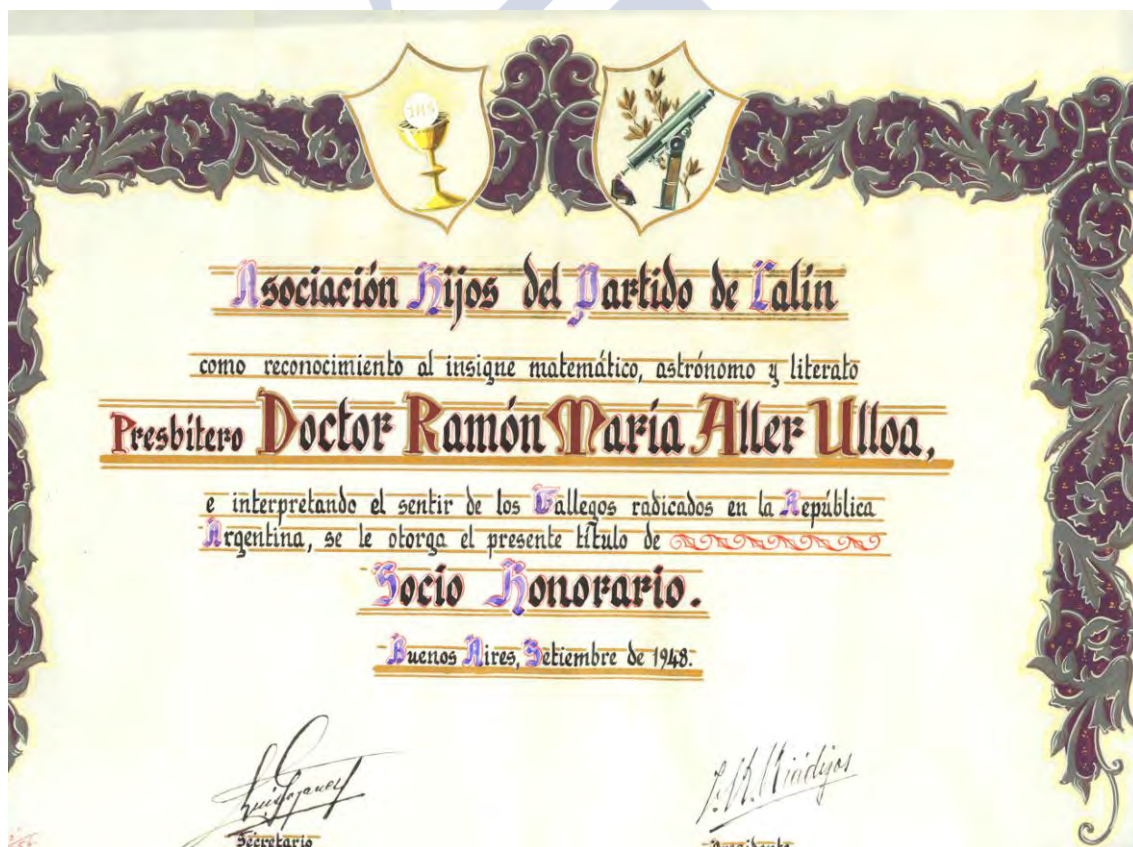 IHS
Asociación Hijos del Partido de Lalín
como reconocimiento al insigne matemático, astrónomo y literato
Presbítero Doctor Ramón María Aller Ulloa,
e interpretando el sentir de los Gallegos radicados en la República
Argentina, se le otorga el presente título de
Socio Honorario.
Buenos Aires, Setiembre de 1948.
Secretario
Presidente